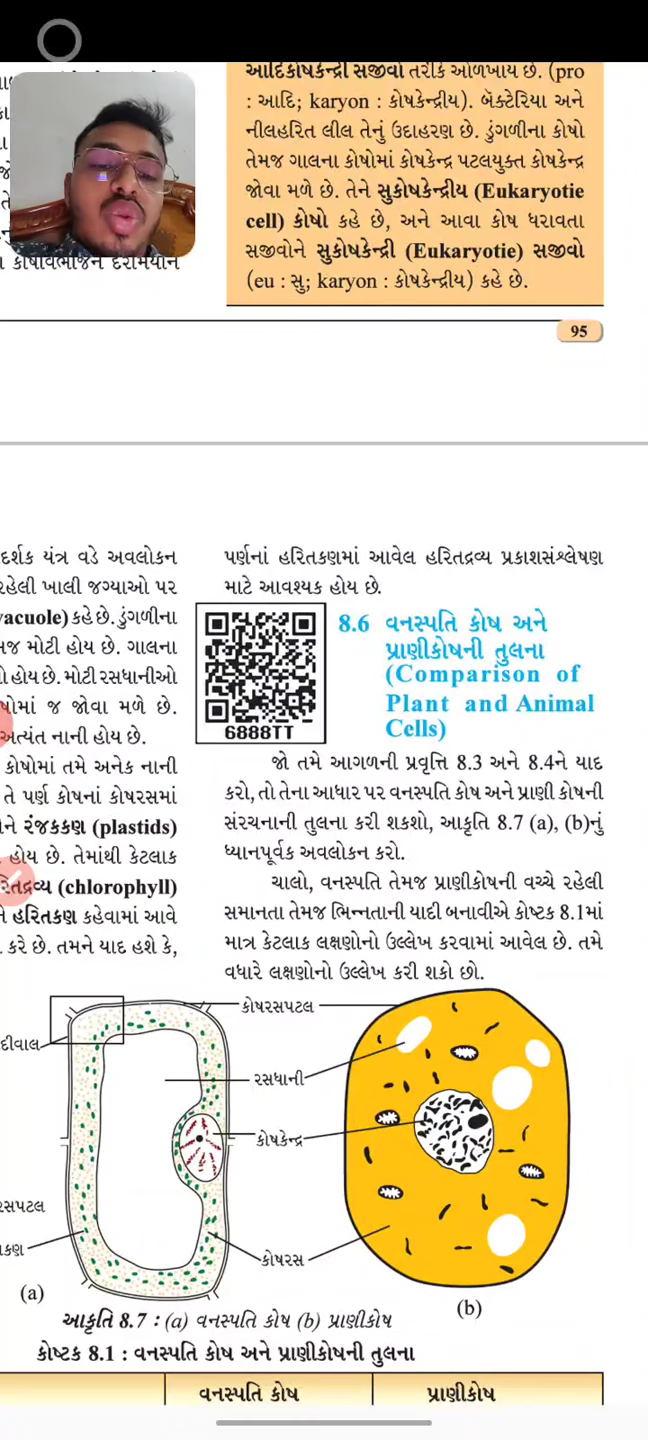 આદિકોષકેન્દ્રી સજીવો તરીકે ઓળખાય છે. (pro
: આદિ; karyon : કોષકેન્દ્રીય). બૅક્ટેરિયા અને
નીલહરિત લીલ તેનું ઉદાહરણ છે. ડુંગળીના કોષો
તેમજ ગાલના કોષોમાં કોષકેન્દ્ર પટલયુક્ત કોષકેન્દ્ર
જોવા મળે છે. તેને સુકોષકેન્દ્રીય (Eukaryotie
cell) કોષો કહે છે, અને આવા કોષ ધરાવતા
સજીવોને સુકોષકેન્દ્રી (Eukaryotie) સજીવો
(eu : સુ; karyon : કોષકેન્દ્રીય) કહે છે.
કોષવિભાજન દરમિયાન
95
દર્શક યંત્ર વડે અવલોકન
રહેલી ખાલી જગ્યાઓ પર
vacuole) કહે છે. ડુંગળીના
મજ મોટી હોય છે. ગાલના
ો હોય છે. મોટી રસધાનીઓ
ષોમાં જ જોવા મળે છે.
અત્યંત નાની હોય છે.
કોષોમાં તમે અનેક નાની
તે પર્ણ કોષનાં કોષરસમાં
ને રંજકકણ (plastids)
હોય છે. તેમાંથી કેટલાક
રિતદ્રવ્ય (chlorophyll)
ને હરિતકણ કહેવામાં આવે
કરે છે. તમને યાદ હશે કે,
પર્ણનાં હરિતકણમાં આવેલ હરિતદ્રવ્ય પ્રકાશસંશ્લેષણ
માટે આવશ્યક હોય છે.
6888TT
8.6 વનસ્પતિ કોષ અને
પ્રાણીકોષની તુલના
(Comparison of
Plant and Animal
Cells)
જો તમે આગળની પ્રવૃત્તિ 8.3 અને 8.4ને યાદ
કરો, તો તેના આધાર પર વનસ્પતિ કોષ અને પ્રાણી કોષની
સંરચનાની તુલના કરી શકશો, આકૃતિ 8.7 (a), (b)નું
ધ્યાનપૂર્વક અવલોકન કરો.
ચાલો, વનસ્પતિ તેમજ પ્રાણીકોષની વચ્ચે રહેલી
સમાનતા તેમજ ભિન્નતાની યાદી બનાવીએ કોષ્ટક 8.1માં
માત્ર કેટલાક લક્ષણોનો ઉલ્લેખ કરવામાં આવેલ છે. તમે
વધારે લક્ષણોનો ઉલ્લેખ કરી શકો છો.
કોષરસપટલ
દીવાલ
રસધાની
કોષકેન્દ્ર
રસપટલ
કણ
કોષરસ
(a)
(b)
આકૃતિ 8.7 : (a) વનસ્પતિ કોષ (b) પ્રાણીકોષ
કોષ્ટક 8.1 : વનસ્પતિ કોષ અને પ્રાણીકોષની તુલના
વનસ્પતિ કોષ
પ્રાણીકોષ